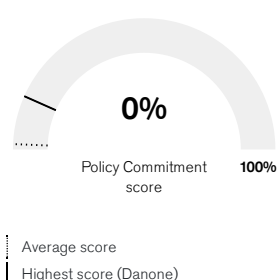 0%
Policy Commitment
score
100%
Average score
Highest score (Danone)